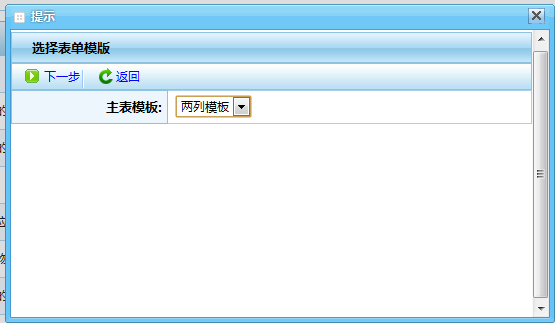 提示
选择表单模版
下一步 返回
主表模板: 两列模板